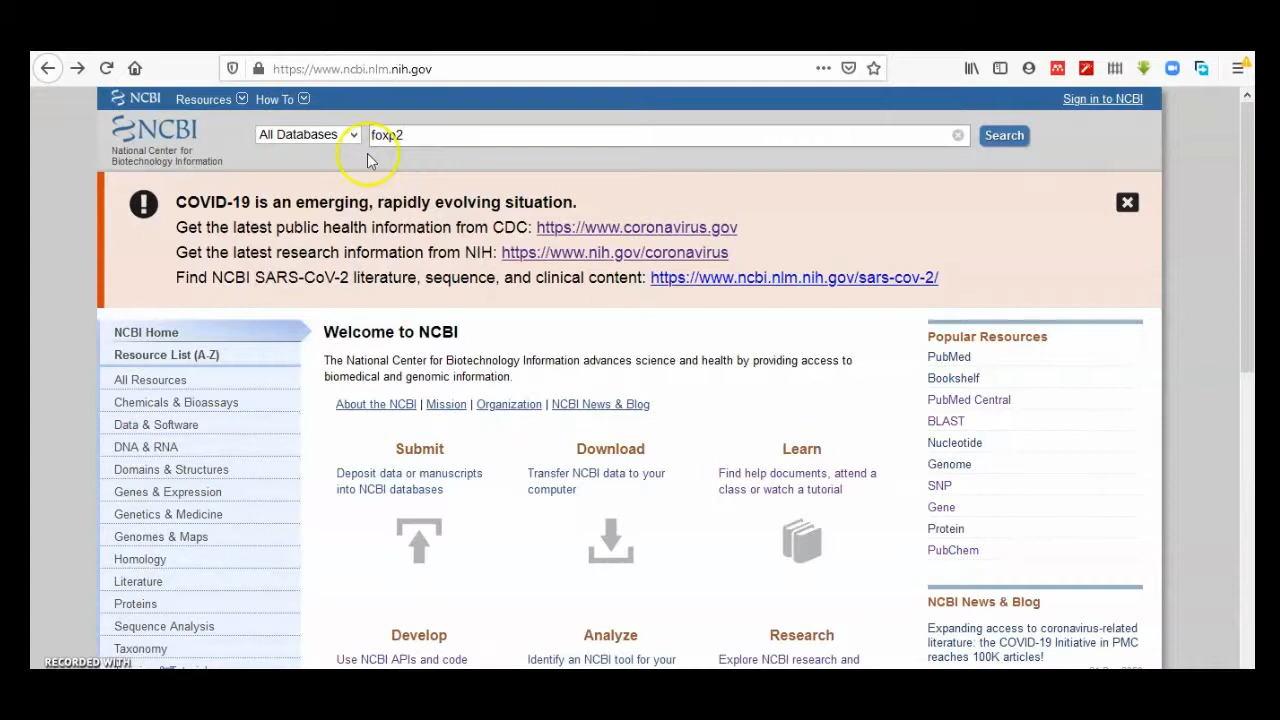 https://www.ncbi.nlm.nih.gov
NCBI Resources How To Sign in to NCBI
NCBI
National Center for
Biotechnology Information
All Databases foxp2 Search
COVID-19 is an emerging, rapidly evolving situation.
Get the latest public health information from CDC: https://www.coronavirus.gov
Get the latest research information from NIH: https://www.nih.gov/coronavirus
Find NCBI SARS-CoV-2 literature, sequence, and clinical content: https://www.ncbi.nlm.nih.gov/sars-cov-2/
NCBI Home
Resource List (A-Z)
All Resources
Chemicals & Bioassays
Data & Software
DNA & RNA
Domains & Structures
Genes & Expression
Genetics & Medicine
Genomes & Maps
Homology
Literature
Proteins
Sequence Analysis
Taxonomy
Welcome to NCBI
The National Center for Biotechnology Information advances science and health by providing access to
biomedical and genomic information.
About the NCBI | Mission | Organization | NCBI News & Blog
Submit
Deposit data or manuscripts
into NCBI databases
Download
Transfer NCBI data to your
computer
Learn
Find help documents, attend a
class or watch a tutorial
Develop
Use NCBI APIs and code
Analyze
Identify an NCBI tool for your
Research
Explore NCBI research and
Popular Resources
PubMed
Bookshelf
PubMed Central
BLAST
Nucleotide
Genome
SNP
Gene
Protein
PubChem
NCBI News & Blog
Expanding access to coronavirus-related
literature: the COVID-19 Initiative in PMC
reaches 100K articles!
RECORDED WITH